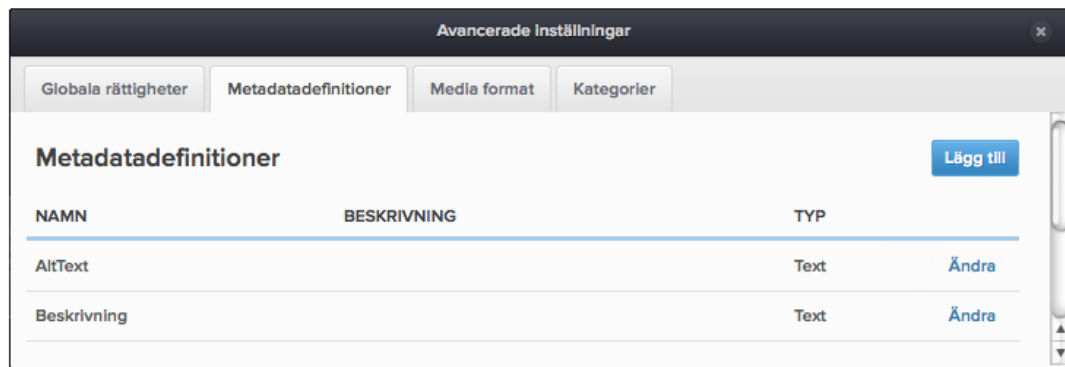 Avancerade inställningar
Globala rättigheter Metadatadefinitioner Media format Kategorier
Metadatadefinitioner Lägg till
NAMN BESKRIVNING TYP
AltText Text Ändra
Beskrivning Text Ändra